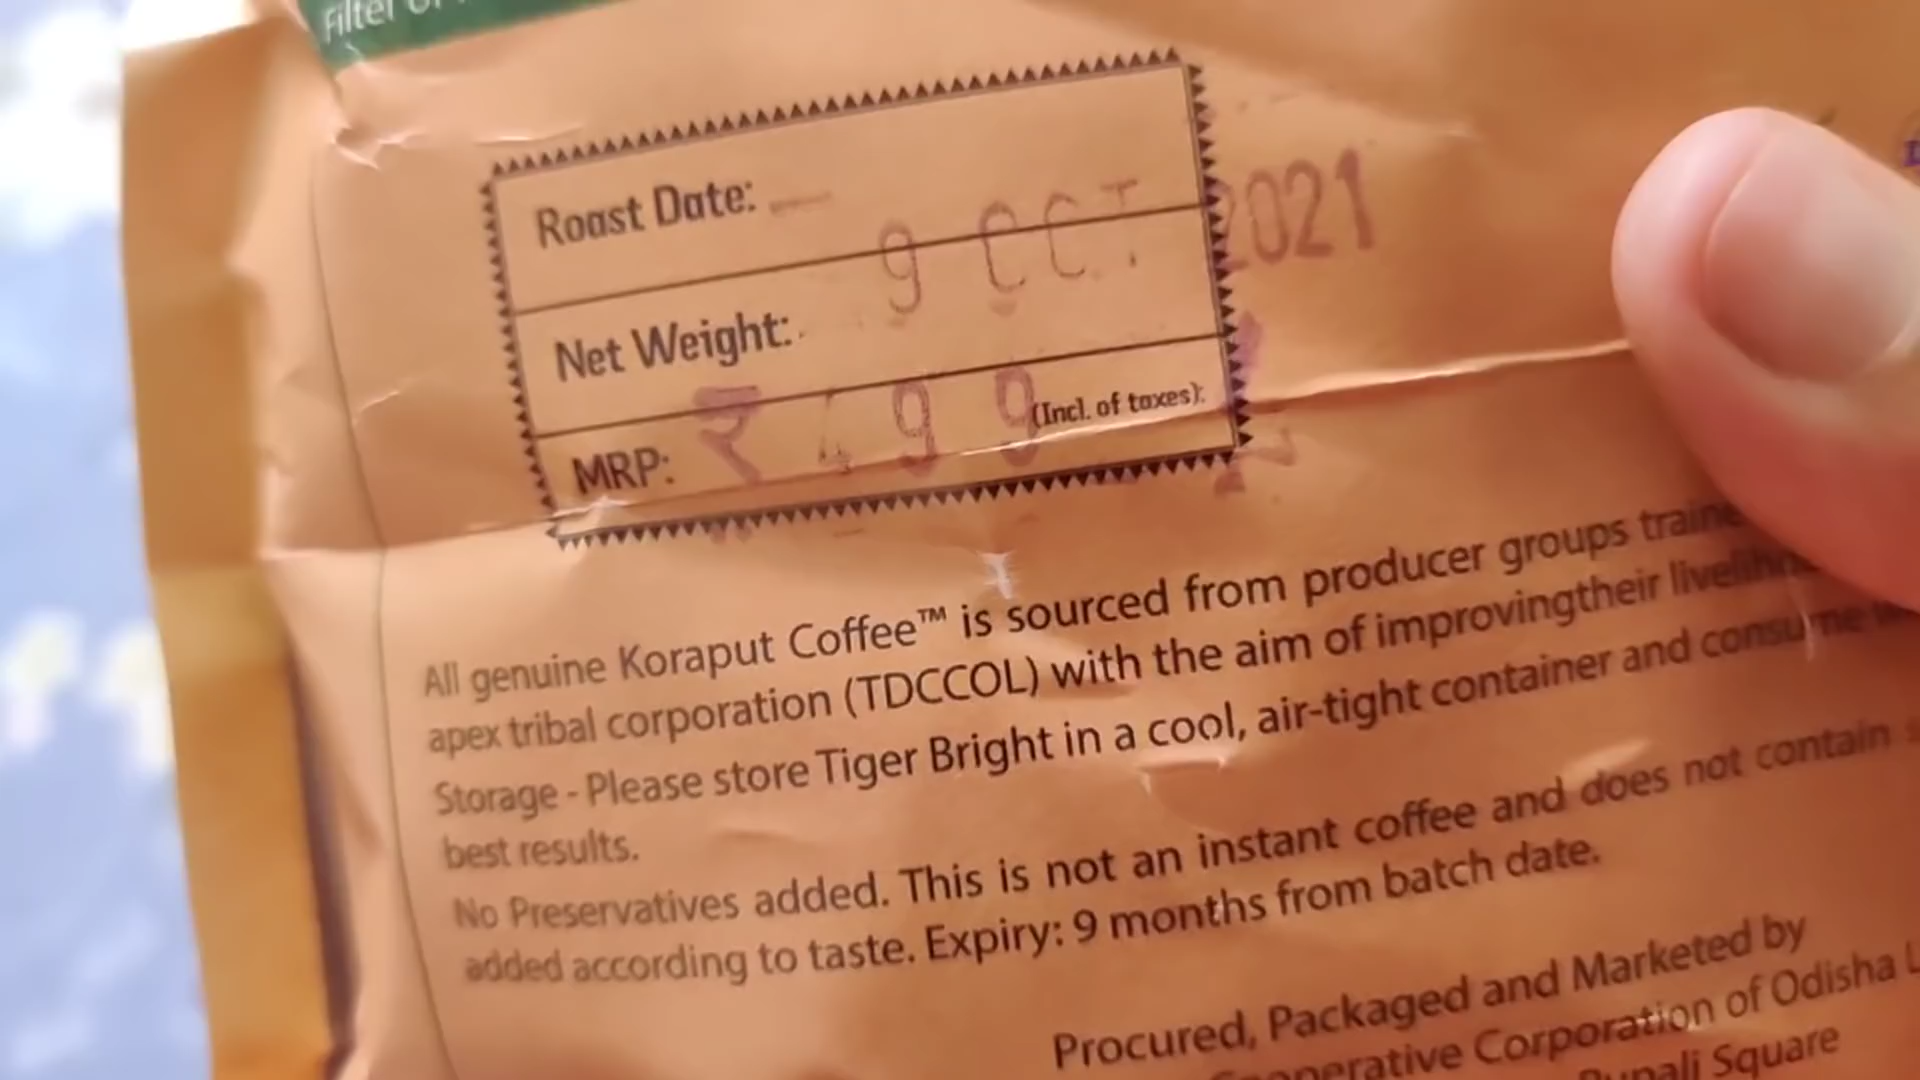 Filter
Roast Date:
9 OCT 2021
Net Weight:
MRP: ₹ 499 (Incl. of taxes):
All genuine Koraput Coffee™ is sourced from producer groups
apex tribal corporation (TDCCOL) with the aim of improvingtheir
Storage - Please store Tiger Bright in a cool, air-tight container and consume
best results.
No Preservatives added. This is not an instant coffee and does not contain
added according to taste. Expiry: 9 months from batch date.
Procured, Packaged and Marketed by
Corporation of Odisha
Square